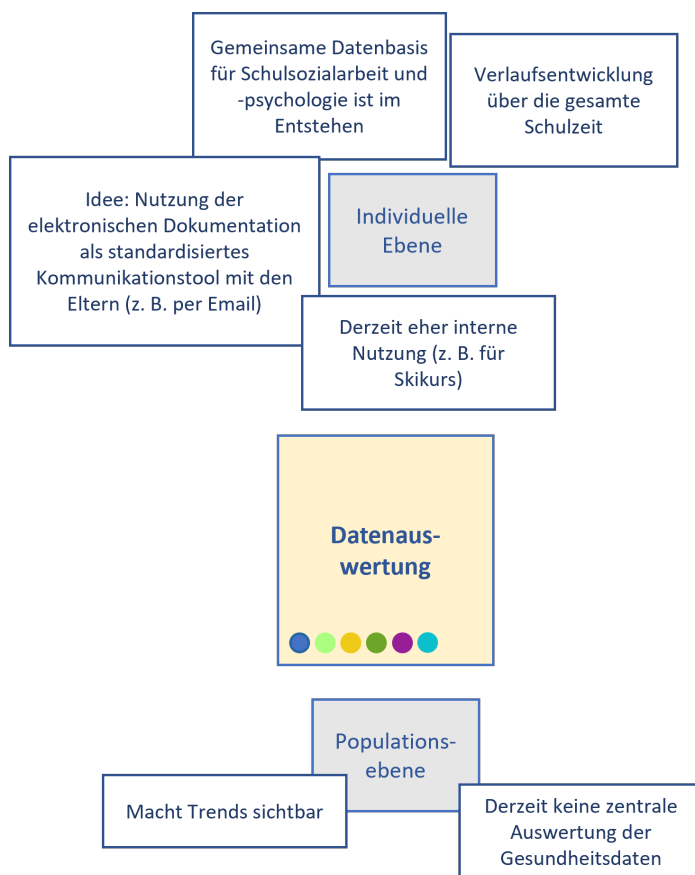 Gemeinsame Datenbasis
für Schulsozialarbeit und
-psychologie ist im
Entstehen
Verlaufsentwicklung
über die gesamte
Schulzeit
Idee: Nutzung der
elektronischen Dokumentation
als standardisiertes
Kommunikationstool mit den
Eltern (z. B. per Email)
Individuelle
Ebene
Derzeit eher interne
Nutzung (z. B. für
Skikurs)
Datenaus-
wertung
Populations-
ebene
Macht Trends sichtbar
Derzeit keine zentrale
Auswertung der
Gesundheitsdaten